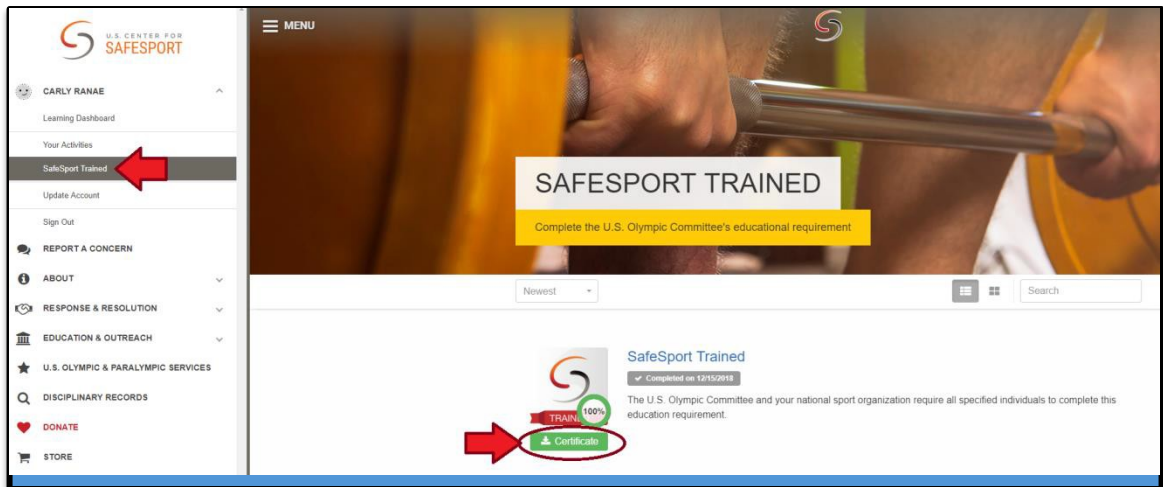 U.S. CENTER FOR
SAFESPORT
CARLY RANAE
Learning Dashboard
Your Activities
SafeSport Trained
Update Account
Sign Out
REPORT A CONCERN
ABOUT
RESPONSE & RESOLUTION
EDUCATION & OUTREACH
U.S. OLYMPIC & PARALYMPIC SERVICES
DISCIPLINARY RECORDS
DONATE
STORE
MENU
SAFESPORT TRAINED
Complete the U.S. Olympic Committee's educational requirement
Newest
Search
SafeSport Trained
Completed on 12/15/2018
The U.S. Olympic Committee and your national sport organization require all specified individuals to complete this
education requirement.
100%
Certificate